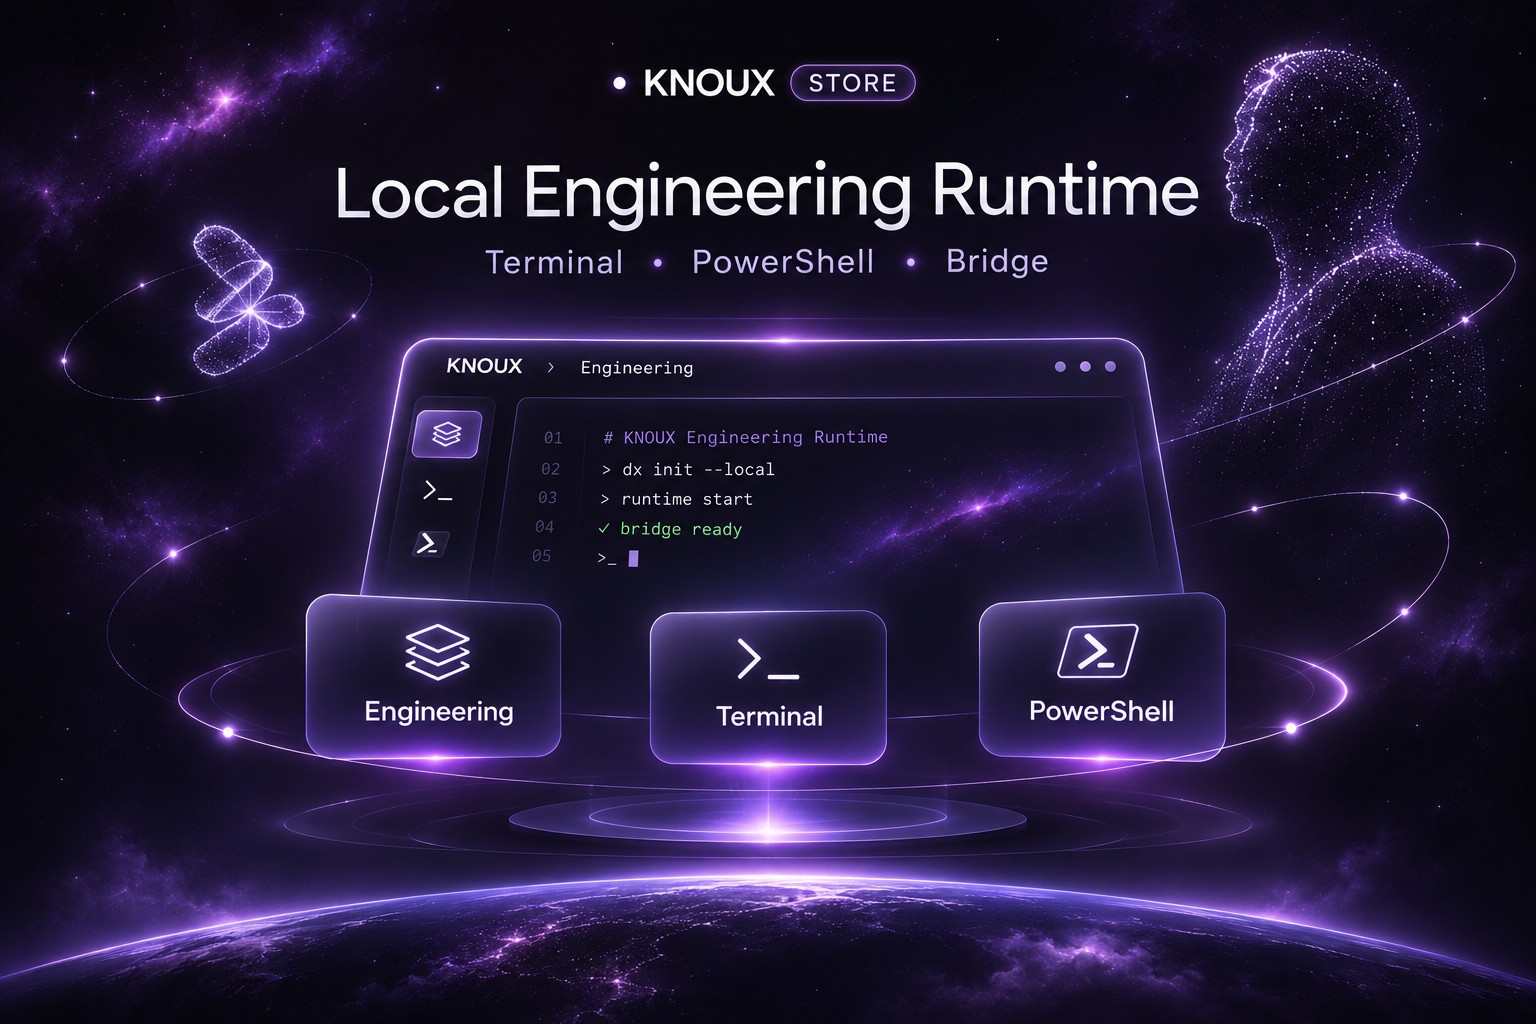 KNOUX STORE
Local Engineering Runtime
Terminal • PowerShell • Bridge
KNOUX > Engineering
01 # KNOUX Engineering Runtime
02 > dx init --local
03 > runtime start
04 ✓ bridge ready
05 >_
Engineering
Terminal
PowerShell